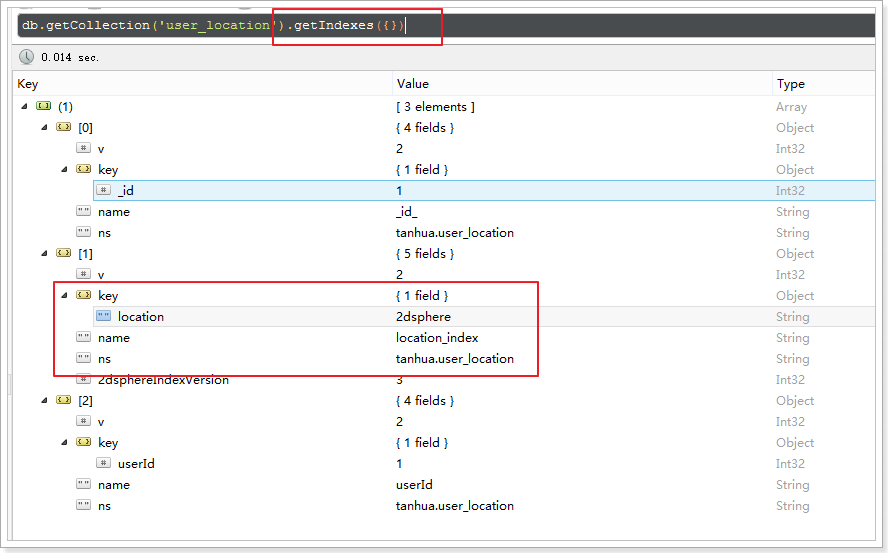 db.getCollection('user_location').getIndexes({})
0.014 sec.
Key Value Type
(1) [ 3 elements ] Array
[0] { 4 fields } Object
v 2 Int32
key { 1 field } Object
_id 1 Int32
name _id_ String
ns tanhua.user_location String
[1] { 5 fields } Object
v 2 Int32
key { 1 field } Object
location 2dsphere String
name location_index String
ns tanhua.user_location String
2dsphereIndexVersion 3 Int32
[2] { 4 fields } Object
v 2 Int32
key { 1 field } Object
userId 1 Int32
name userId String
ns tanhua.user_location String